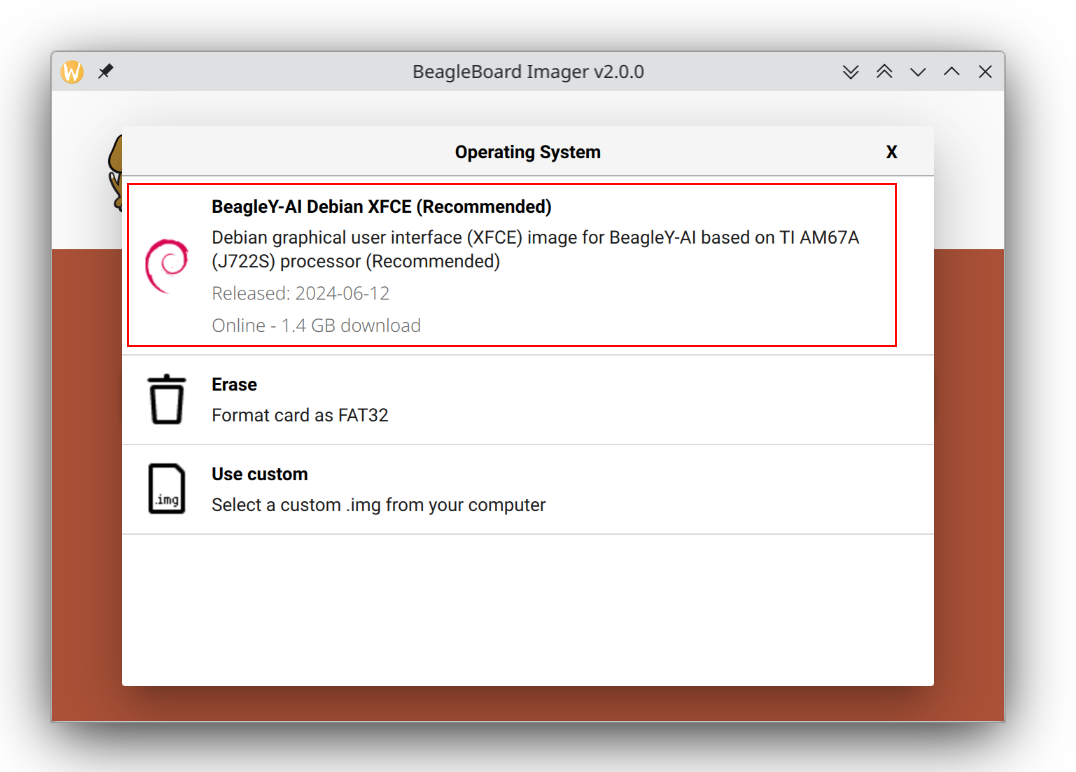 W
BeagleBoard Imager v2.0.0
Operating System
X
BeagleY-AI Debian XFCE (Recommended)
Debian graphical user interface (XFCE) image for BeagleY-AI based on TI AM67A
(J722S) processor (Recommended)
Released: 2024-06-12
Online - 1.4 GB download
Erase
Format card as FAT32
.img
Use custom
Select a custom .img from your computer